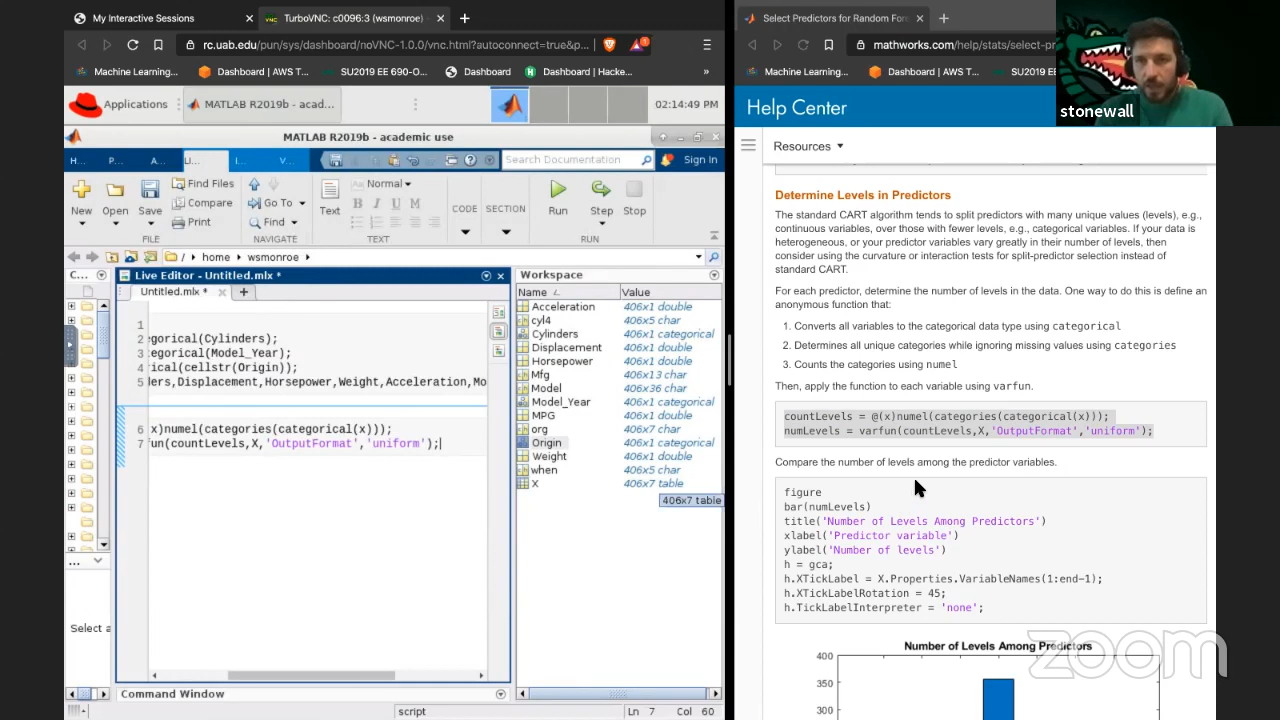 My Interactive Sessions
TurboVNC: c0096:3 (wsmonroe)
rc.uab.edu/pun/sys/dashboard/noVNC-1.0.0/vnc.html?autoconnect=true&p...
Machine Learning...
Dashboard | AWS T...
SU2019 EE 690-O...
Dashboard
Dashboard | Hacke...
»
Applications
MATLAB R2019b - acad...
02:14:49 PM
MATLAB R2019b - academic use
H...
P...
A...
LI...
I...
V...
Search Documentation
Sign In
New
Open
Save
Find Files
Compare
Print
Go To
Find
Text
Normal
B I U M
CODE
SECTION
Run
Step
Stop
FILE
NAVIGATE
TEXT
RUN
/ home / wsmonroe
C...
Live Editor - Untitled.mlx *
Untitled.mlx *
1
2 egorical(Cylinders);
3 egorical(Model_Year);
4 egorical(cellstr(Origin));
5 ders,Displacement,Horsepower,Weight,Acceleration,Mo
6 x)numel(categories(categorical(x)));
7 fun(countLevels,X,'OutputFormat','uniform');
...
Select a
Workspace
Name Value
Acceleration 406x1 double
cyl4 406x5 char
Cylinders 406x1 categorical
Displacement 406x1 double
Horsepower 406x1 double
Mfg 406x13 char
Model 406x36 char
Model_Year 406x1 categorical
MPG 406x1 double
org 406x7 char
Origin 406x1 categorical
Weight 406x1 double
when 406x5 char
X 406x7 table
406x7 table
Command Window
script
Ln 7 Col 60
Select Predictors for Random For
mathworks.com/help/stats/select-pr
Machine Learning...
Dashboard | AWS T...
SU2019 EE
stonewall
Help Center
Resources
Determine Levels in Predictors
The standard CART algorithm tends to split predictors with many unique values (levels), e.g.,
continuous variables, over those with fewer levels, e.g., categorical variables. If your data is
heterogeneous, or your predictor variables vary greatly in their number of levels, then
consider using the curvature or interaction tests for split-predictor selection instead of
standard CART.
For each predictor, determine the number of levels in the data. One way to do this is define an
anonymous function that:
1. Converts all variables to the categorical data type using categorical
2. Determines all unique categories while ignoring missing values using categories
3. Counts the categories using numel
Then, apply the function to each variable using varfun.
countLevels = @(x)numel(categories(categorical(x)));
numLevels = varfun(countLevels,X,'OutputFormat','uniform');
Compare the number of levels among the predictor variables.
figure
bar(numLevels)
title('Number of Levels Among Predictors')
xlabel('Predictor variable')
ylabel('Number of levels')
h = gca;
h.XTickLabel = X.Properties.VariableNames(1:end-1);
h.XTickLabelRotation = 45;
h.TickLabelInterpreter = 'none';
Number of Levels Among Predictors
400
350
300
zoom